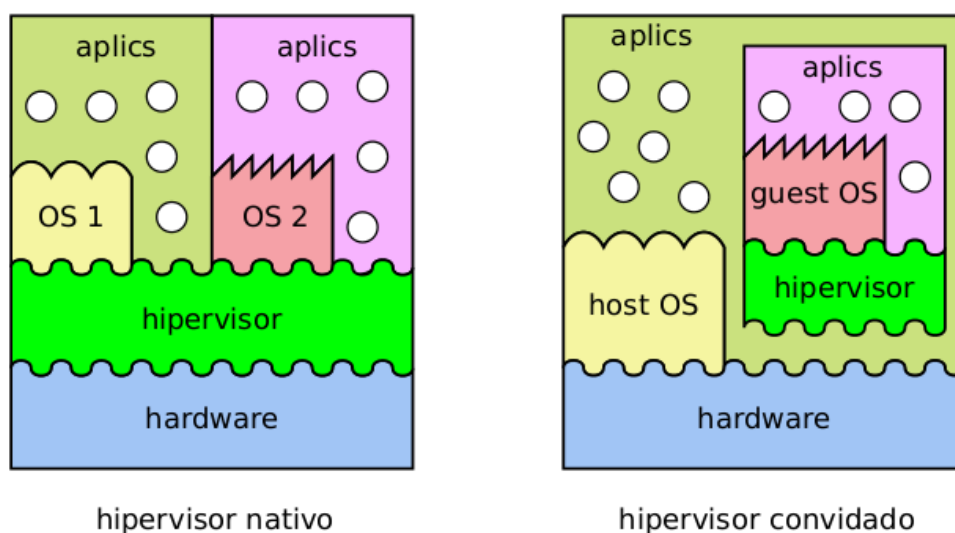 aplics
aplics
OS 1
OS 2
hipervisor
hardware
hipervisor nativo
aplics
aplics
guest OS
hipervisor
host OS
hardware
hipervisor convidado